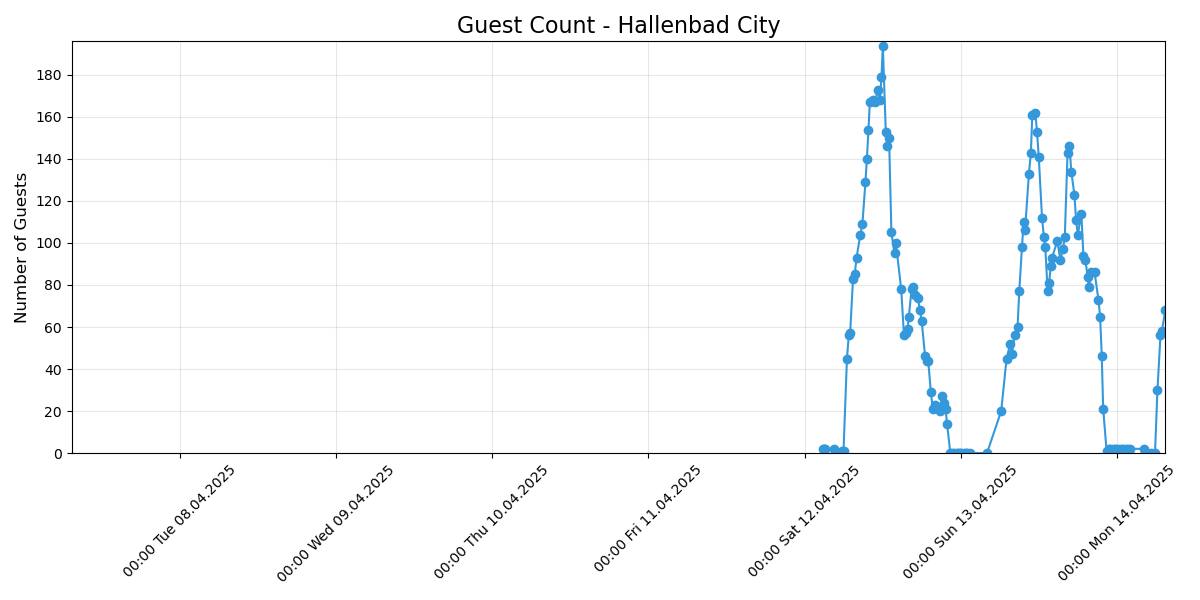 Guest Count - Hallenbad City
Number of Guests
180
160
140
120
100
80
60
40
20
0
00:00 Tue 08.04.2025
00:00 Wed 09.04.2025
00:00 Thu 10.04.2025
00:00 Fri 11.04.2025
00:00 Sat 12.04.2025
00:00 Sun 13.04.2025
00:00 Mon 14.04.2025